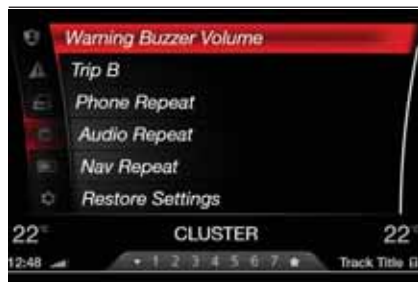 Warning Buzzer Volume
Trip B
Phone Repeat
Audio Repeat
Nav Repeat
Restore Settings
22° CLUSTER 22°
12:48 1 2 3 4 5 6 7 Track Title